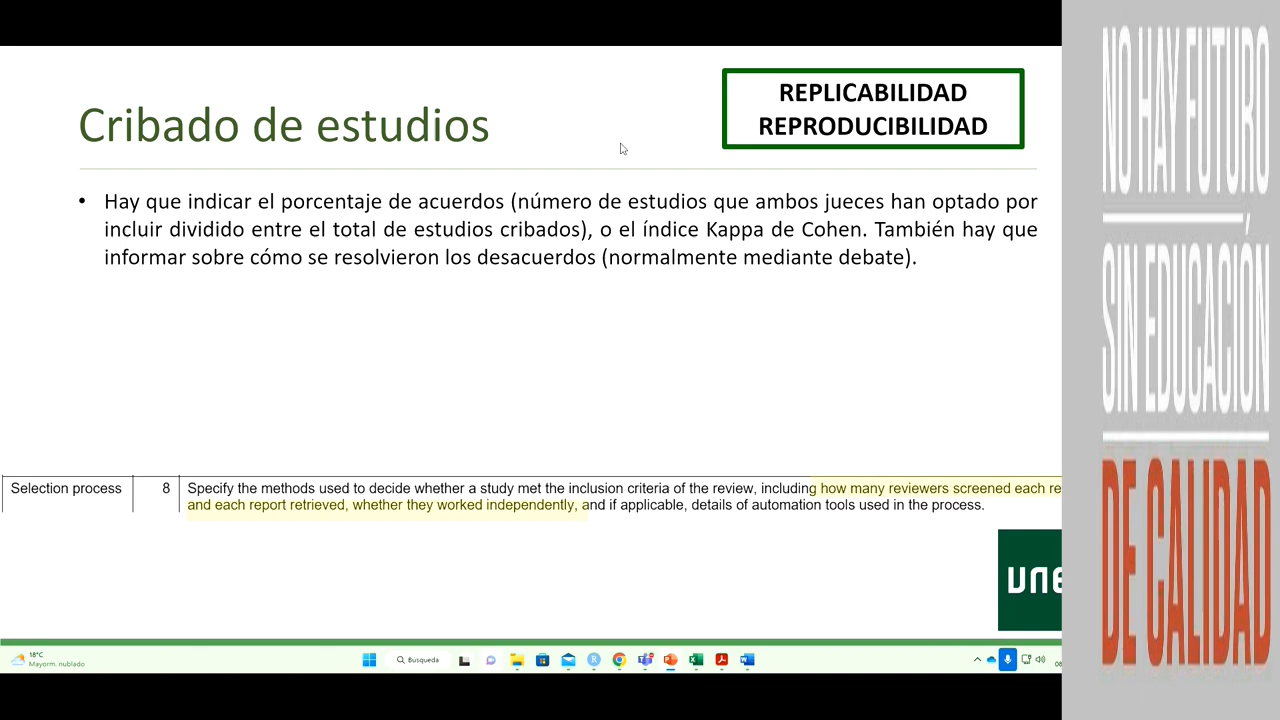 Cribado de estudios
REPLICABILIDAD
REPRODUCIBILIDAD
• Hay que indicar el porcentaje de acuerdos (número de estudios que ambos jueces han optado por
incluir dividido entre el total de estudios cribados), o el índice Kappa de Cohen. También hay que
informar sobre cómo se resolvieron los desacuerdos (normalmente mediante debate).
Selection process 8 Specify the methods used to decide whether a study met the inclusion criteria of the review, including how many reviewers screened each re
and each report retrieved, whether they worked independently, and if applicable, details of automation tools used in the process.
UNE
18°C
Mayorm. nublado
Busqueda
NO HAY FUTURO
SIN EDUCACIÓN
DE CALIDAD